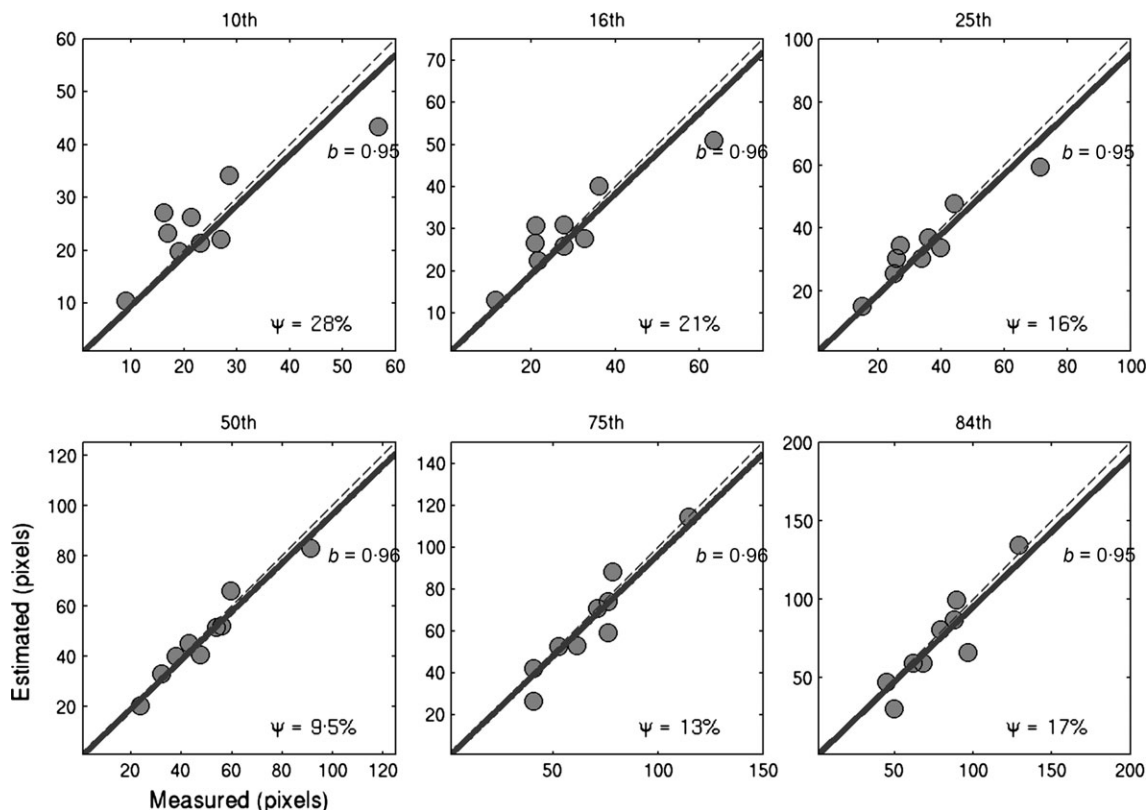 10th
60
50
40
30
20
10
b = 0·95
ψ = 28%
10 20 30 40 50 60
16th
70
60
50
40
30
20
10
b = 0·96
ψ = 21%
20 40 60
25th
100
80
60
40
20
b = 0·95
ψ = 16%
20 40 60 80 100
50th
120
100
80
60
40
20
b = 0·96
ψ = 9·5%
20 40 60 80 100 120
Estimated (pixels)
Measured (pixels)
75th
140
120
100
80
60
40
20
b = 0·96
ψ = 13%
50 100 150
84th
200
150
100
50
b = 0·95
ψ = 17%
50 100 150 200